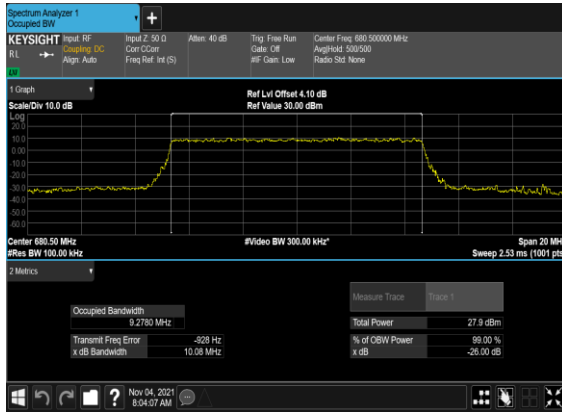 Spectrum Analyzer 1
Occupied BW
+
KEYSIGHT Input: RF Input Z: 50 Ω Atten: 40 dB Trig: Free Run Center Freq: 680.500000 MHz
RL Coupling: DC Corr CCorr Gate: Off Avg|Hold: 500/500
Align: Auto Freq Ref: Int (S) #IF Gain: Low Radio Std: None
1 Graph
Ref Lvl Offset 4.10 dB
Scale/Div 10.0 dB Ref Value 30.00 dBm
Log
20.0
10.0
0.00
-10.0
-20.0
-30.0
-40.0
-50.0
-60.0
Center 680.50 MHz #Video BW 300.00 kHz* Span 20 MH
#Res BW 100.00 kHz Sweep 2.53 ms (1001 pts
2 Metrics
Measure Trace Trace 1
Occupied Bandwidth
9.2780 MHz Total Power 27.9 dBm
Transmit Freq Error -928 Hz % of OBW Power 99.00 %
x dB Bandwidth 10.08 MHz x dB -26.00 dB
? Nov 04, 2021
8:04:07 AM